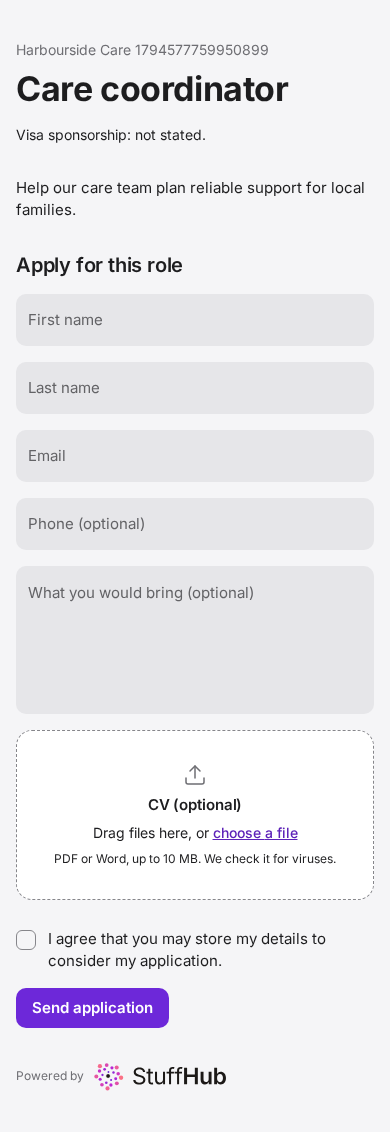 Harbourside Care 1794577759950899
Care coordinator
Visa sponsorship: not stated.
Help our care team plan reliable support for local
families.
Apply for this role
First name
Last name
Email
Phone (optional)
What you would bring (optional)
CV (optional)
Drag files here, or choose a file
PDF or Word, up to 10 MB. We check it for viruses.
I agree that you may store my details to
consider my application.
Send application
Powered by StuffHub